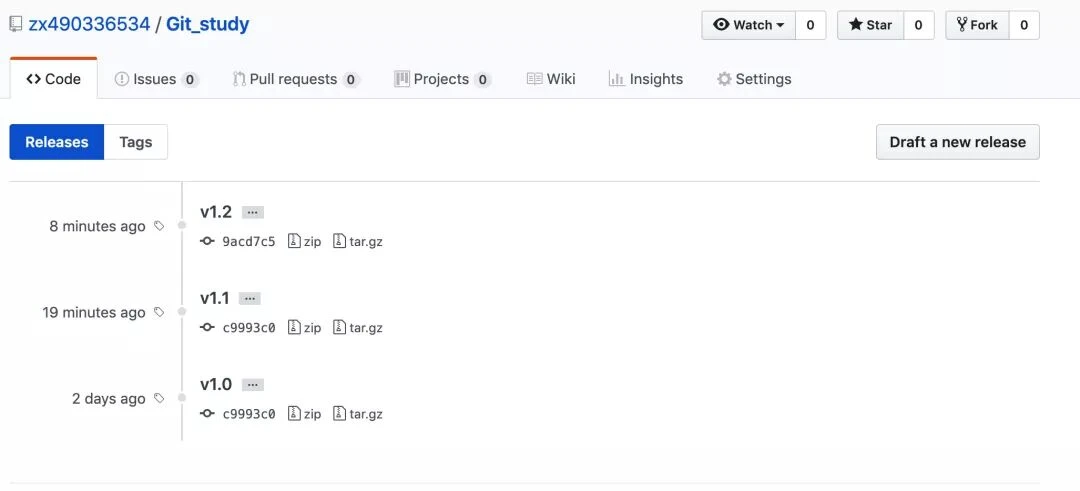 zx490336534 / Git_study
Watch 0 Star 0 Fork 0
Code Issues 0 Pull requests 0 Projects 0 Wiki Insights Settings
Releases Tags Draft a new release
v1.2 ...
8 minutes ago
9acd7c5 zip tar.gz
v1.1 ...
19 minutes ago
c9993c0 zip tar.gz
v1.0 ...
2 days ago
c9993c0 zip tar.gz